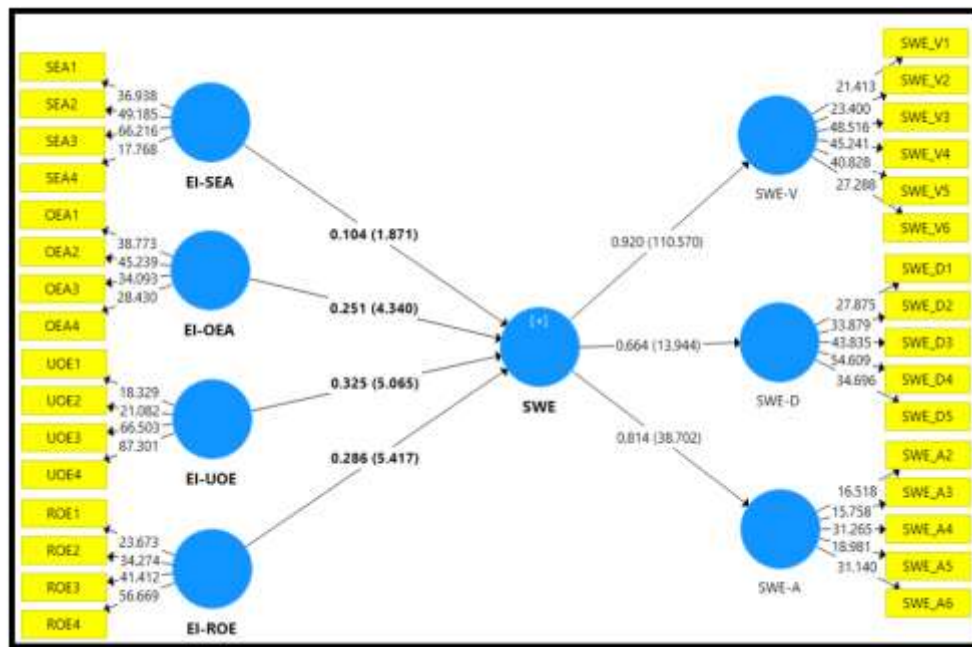 SEA1
SEA2
SEA3
SEA4
36.938
49.185
66.216
17.768
EI-SEA
OEA1
OEA2
OEA3
OEA4
38.773
45.239
34.093
28.430
EI-OEA
UOE1
UOE2
UOE3
UOE4
18.329
21.082
66.503
87.301
EI-UOE
ROE1
ROE2
ROE3
ROE4
23.673
34.274
41.412
56.669
EI-ROE
0.104 (1.871)
0.251 (4.340)
0.325 (5.065)
0.286 (5.417)
[+]
SWE
0.920 (110.570)
0.664 (13.944)
0.814 (38.702)
SWE-V
21.413
23.400
48.516
45.241
40.828
27.288
SWE_V1
SWE_V2
SWE_V3
SWE_V4
SWE_V5
SWE_V6
SWE-D
27.875
33.879
43.835
54.609
34.696
SWE_D1
SWE_D2
SWE_D3
SWE_D4
SWE_D5
SWE-A
16.518
15.758
31.265
18.981
31.140
SWE_A2
SWE_A3
SWE_A4
SWE_A5
SWE_A6